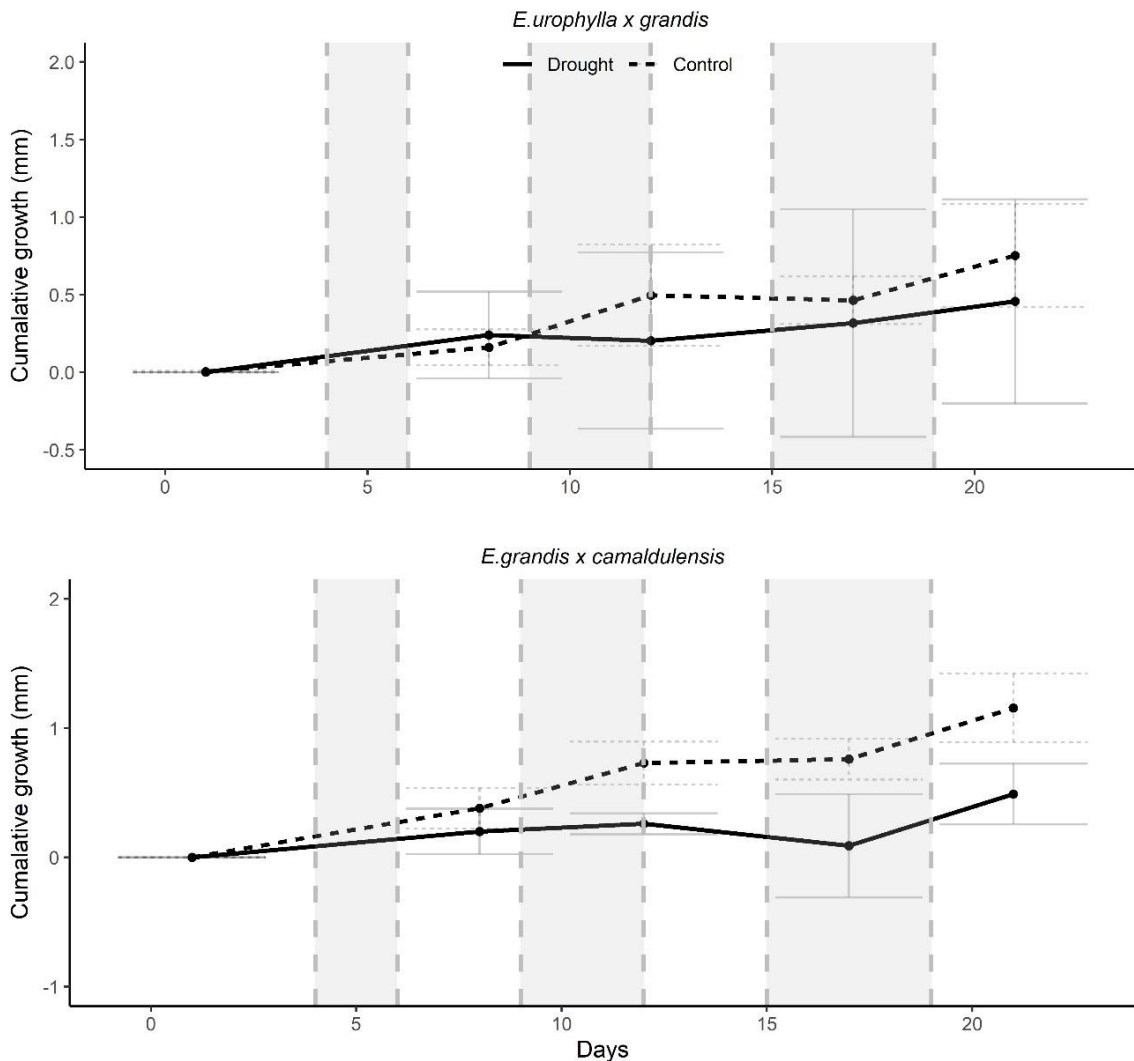 E.urophylla x grandis
Drought Control
Cumalative growth (mm)
2.0
1.5
1.0
0.5
0.0
-0.5
0 5 10 15 20
E.grandis x camaldulensis
Cumalative growth (mm)
2
1
0
-1
0 5 10 15 20
Days